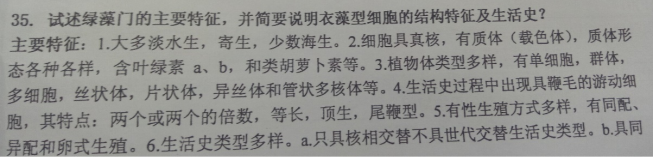 35. 试述绿藻门的主要特征，并简要说明衣藻型细胞的结构特征及生活史？
主要特征：1.大多淡水生，寄生，少数海生。2.细胞具真核，有质体（载色体），质体形
态各种各样，含叶绿素 a、b，和类胡萝卜素等。3.植物体类型多样，有单细胞，群体，
多细胞，丝状体，片状体，异丝体和管状多核体等。4.生活史过程中出现具鞭毛的游动细
胞，其特点：两个或两个的倍数，等长，顶生，尾鞭型。5.有性生殖方式多样，有同配、
异配和卵式生殖。6.生活史类型多样。a.只具核相交替不具世代交替生活史类型。b.具同